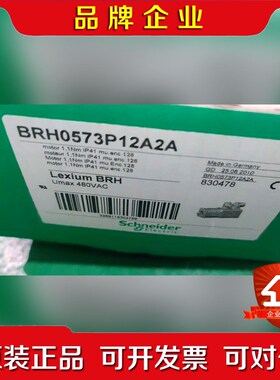 品牌企业
BRH0573P12A2A
motor 1,1Nm IP41 mu enc 128
moteur 1,1Nm IP41 mu enc 128
Motor 1,1Nm IP41 mu Enc 128
motor 1,1Nm IP41 mu enc 128
motor 1,1Nm IP41 mu enc 128
Made in Germany
QD 25 08 2010
BRH0573P12A2A
830478
Lexium BRH
Umax 480VAC
Schneider
Electric
企业
原装正品 可开发票 可对